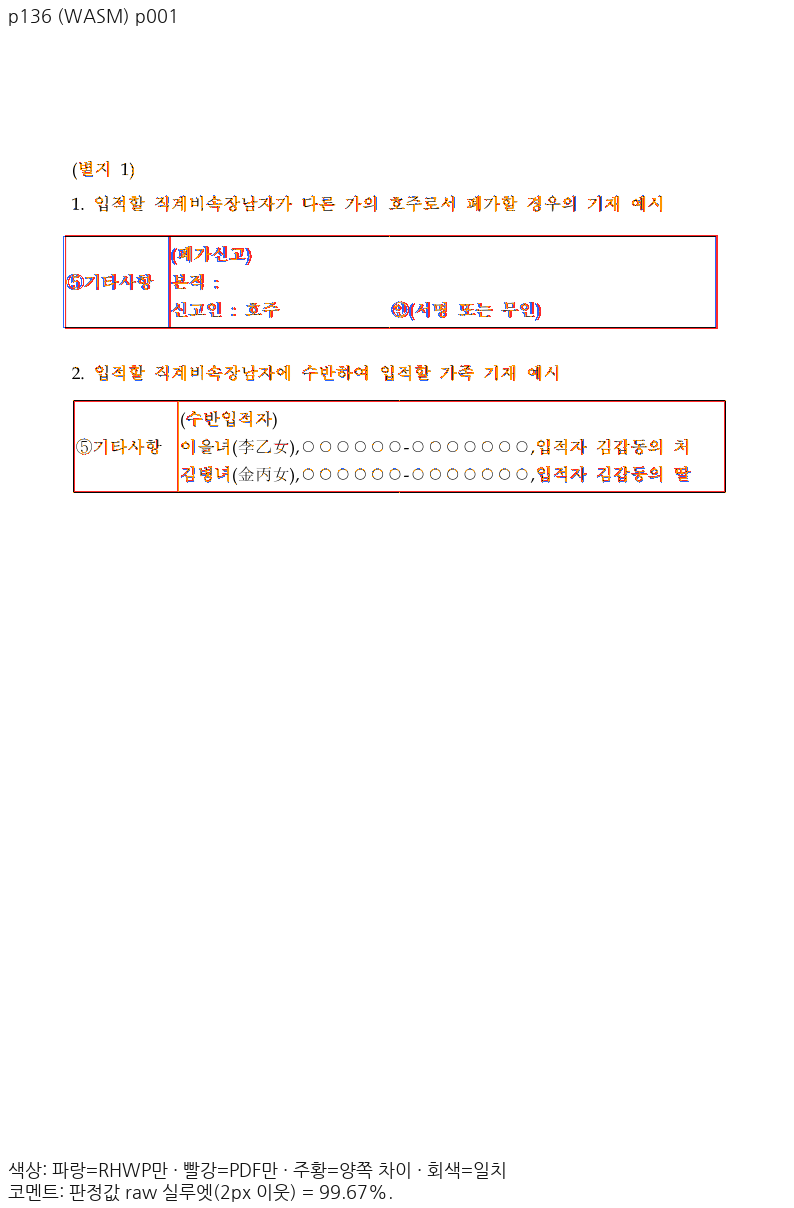 p136 (WASM) p001
(별지 1)
1. 입적할 직계비속장남자가 다른 가의 호주로서 폐가할 경우의 기재 예시
(폐가신고)
⑤기타사항 본적 :
신고인 : 호주 ㊞(서명 또는 무인)
2. 입적할 직계비속장남자에 수반하여 입적할 가족 기재 예시
(수반입적자)
⑤기타사항 이을녀(李乙女),○○○○○○-○○○○○○○,입적자 김갑동의 처
김병녀(金丙女),○○○○○○-○○○○○○○,입적자 김갑동의 딸
색상: 파랑=RHWP만 · 빨강=PDF만 · 주황=양쪽 차이 · 회색=일치
코멘트: 판정값 raw 실루엣(2px 이웃) = 99.67%.